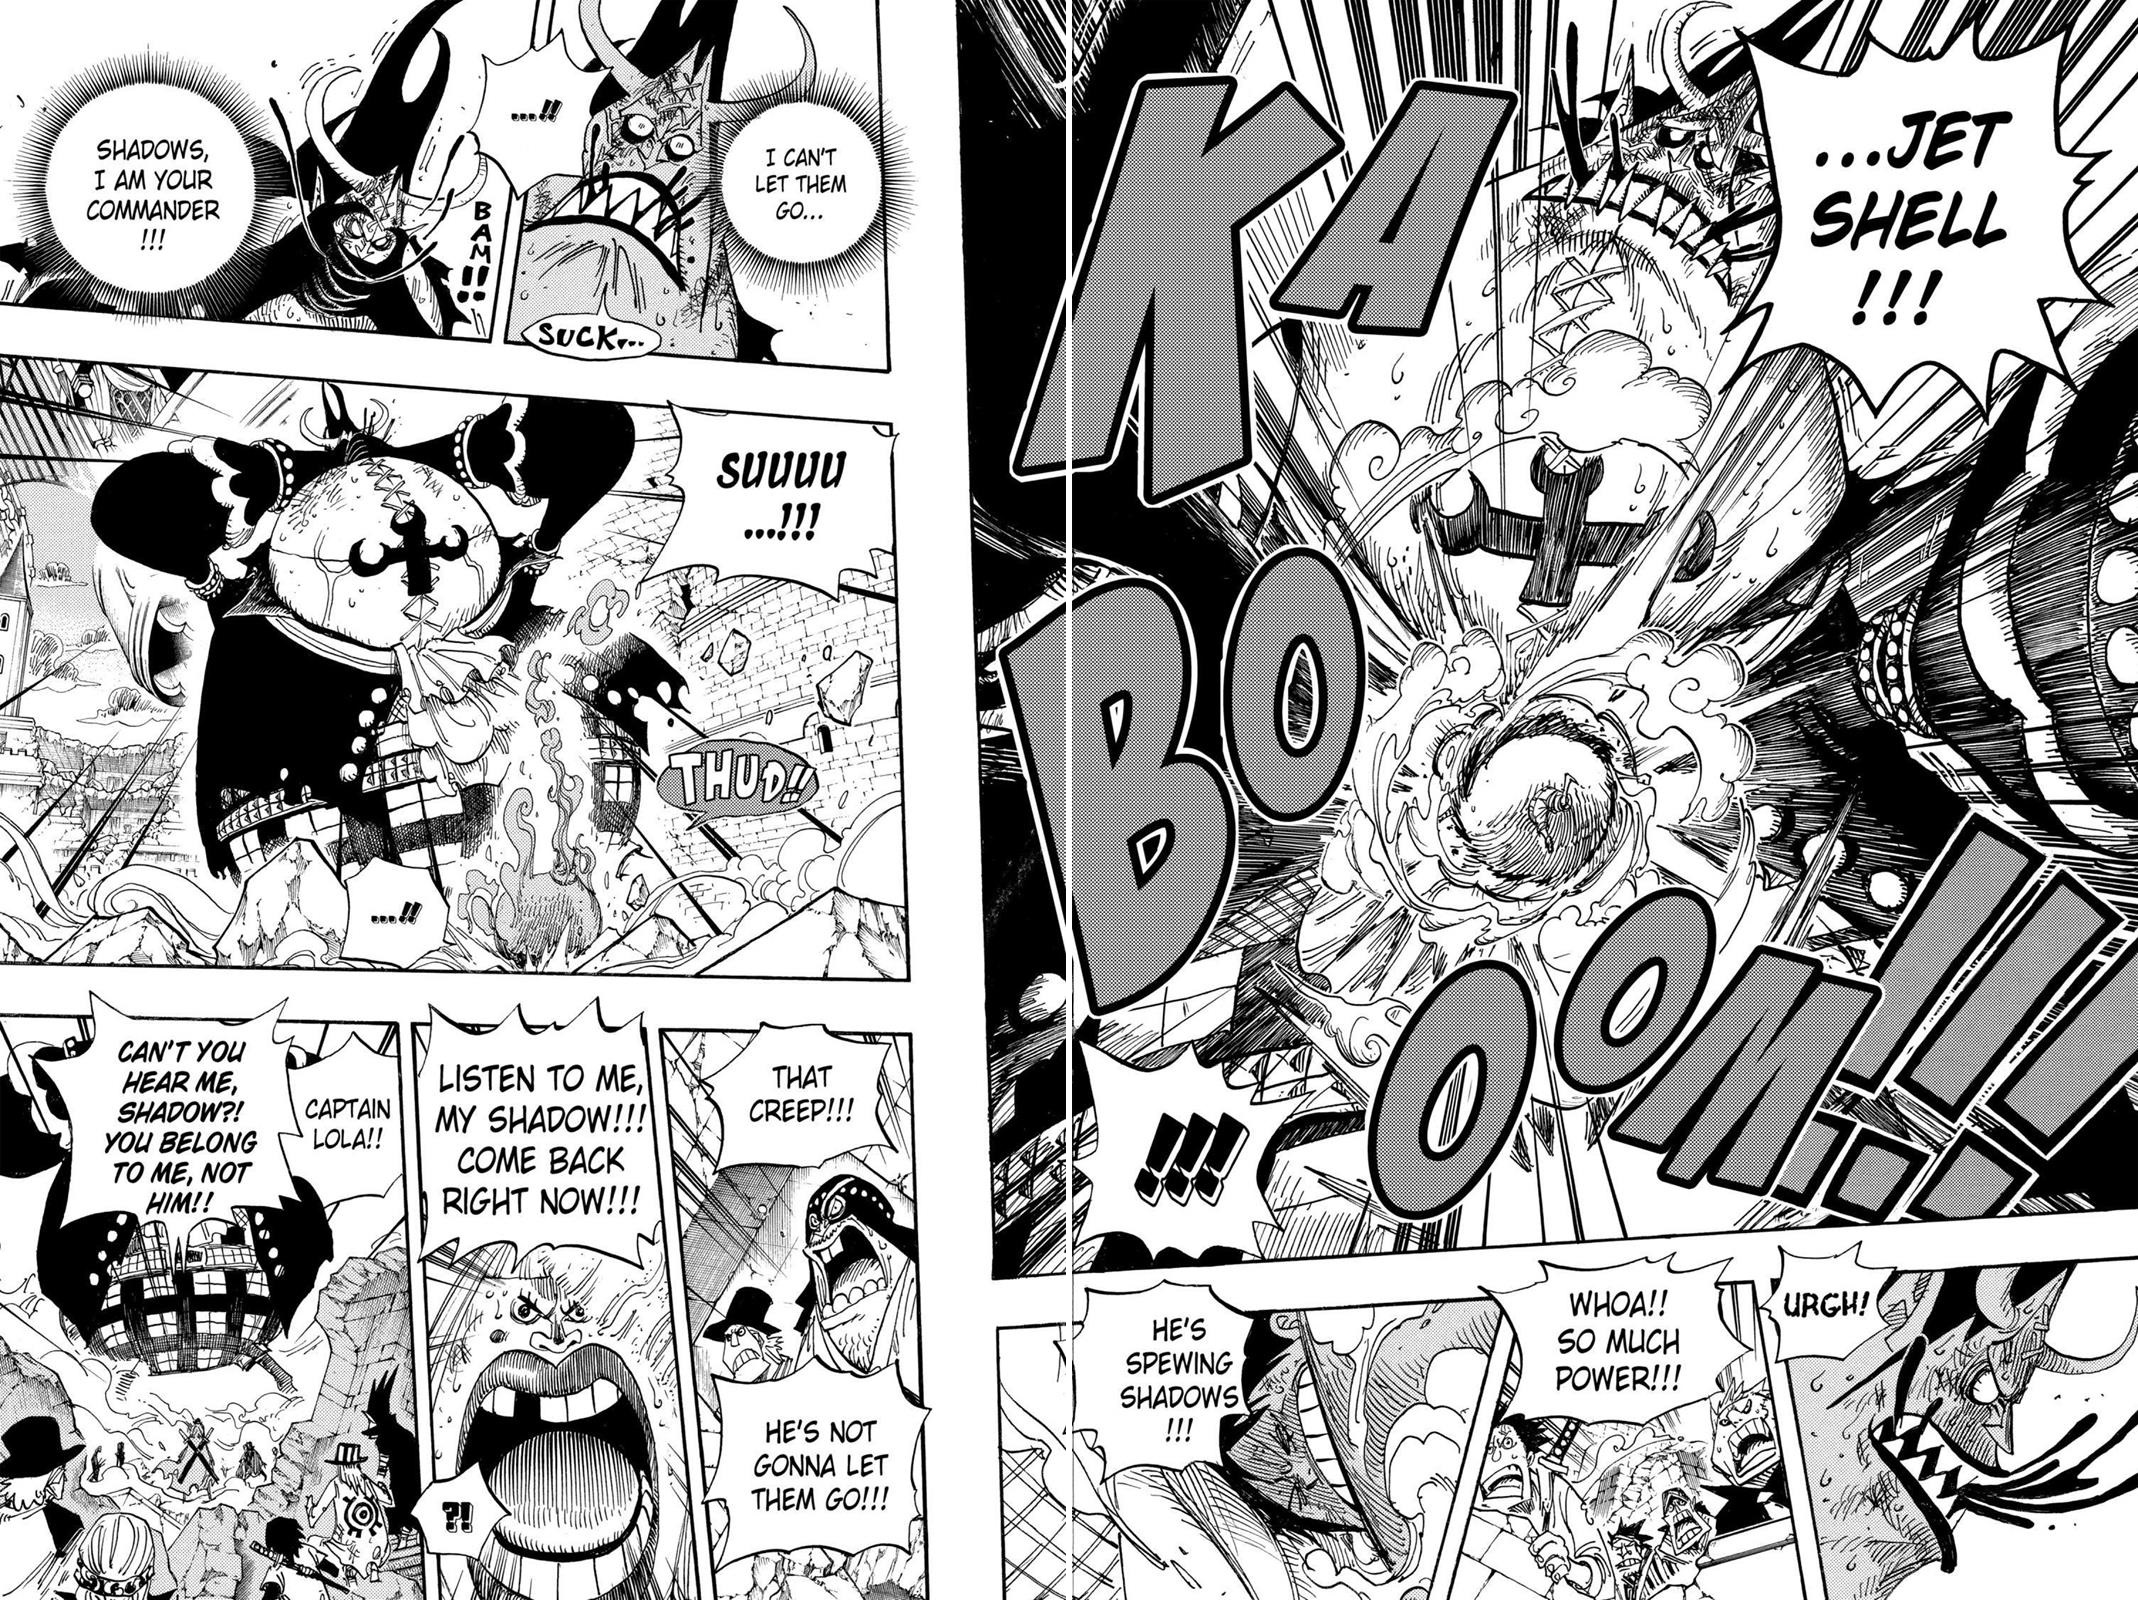 ...JET
SHELL
!!!
KA
BOOOOM!!!
!!!
URGH!
WHOA!!
SO MUCH
POWER!!!
HE'S
SPEWING
SHADOWS
!!!
I CAN'T
LET THEM
GO...
...!!
SUCK...
BAM!!
SHADOWS,
I AM YOUR
COMMANDER
!!!
SUUUU
...!!!
THUD!!
...!!
THAT
CREEP!!!
HE'S NOT
GONNA LET
THEM GO!!!
LISTEN TO ME,
MY SHADOW!!!
COME BACK
RIGHT NOW!!!
?!
CAPTAIN
LOLA!!
CAN'T YOU
HEAR ME,
SHADOW?!
YOU BELONG
TO ME, NOT
HIM!!